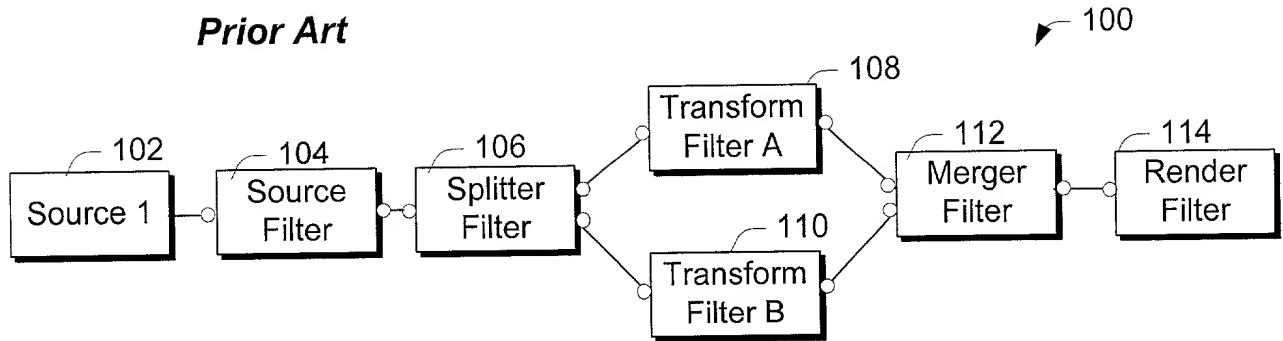 Prior Art
100
102
Source 1
104
Source
Filter
106
Splitter
Filter
108
Transform
Filter A
110
Transform
Filter B
112
Merger
Filter
114
Render
Filter